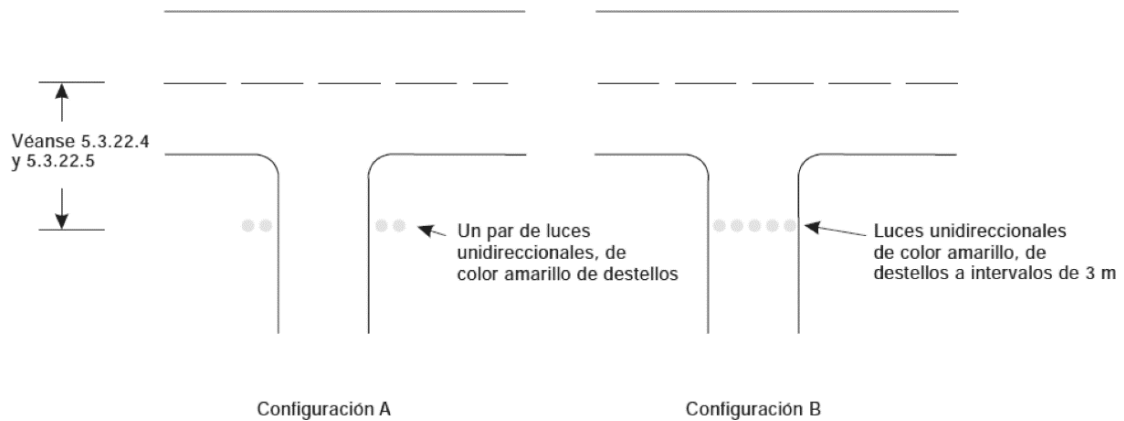 Véanse 5.3.22.4
y 5.3.22.5
Un par de luces
unidireccionales, de
color amarillo de destellos
Luces unidireccionales
de color amarillo, de
destellos a intervalos de 3 m
Configuración A
Configuración B